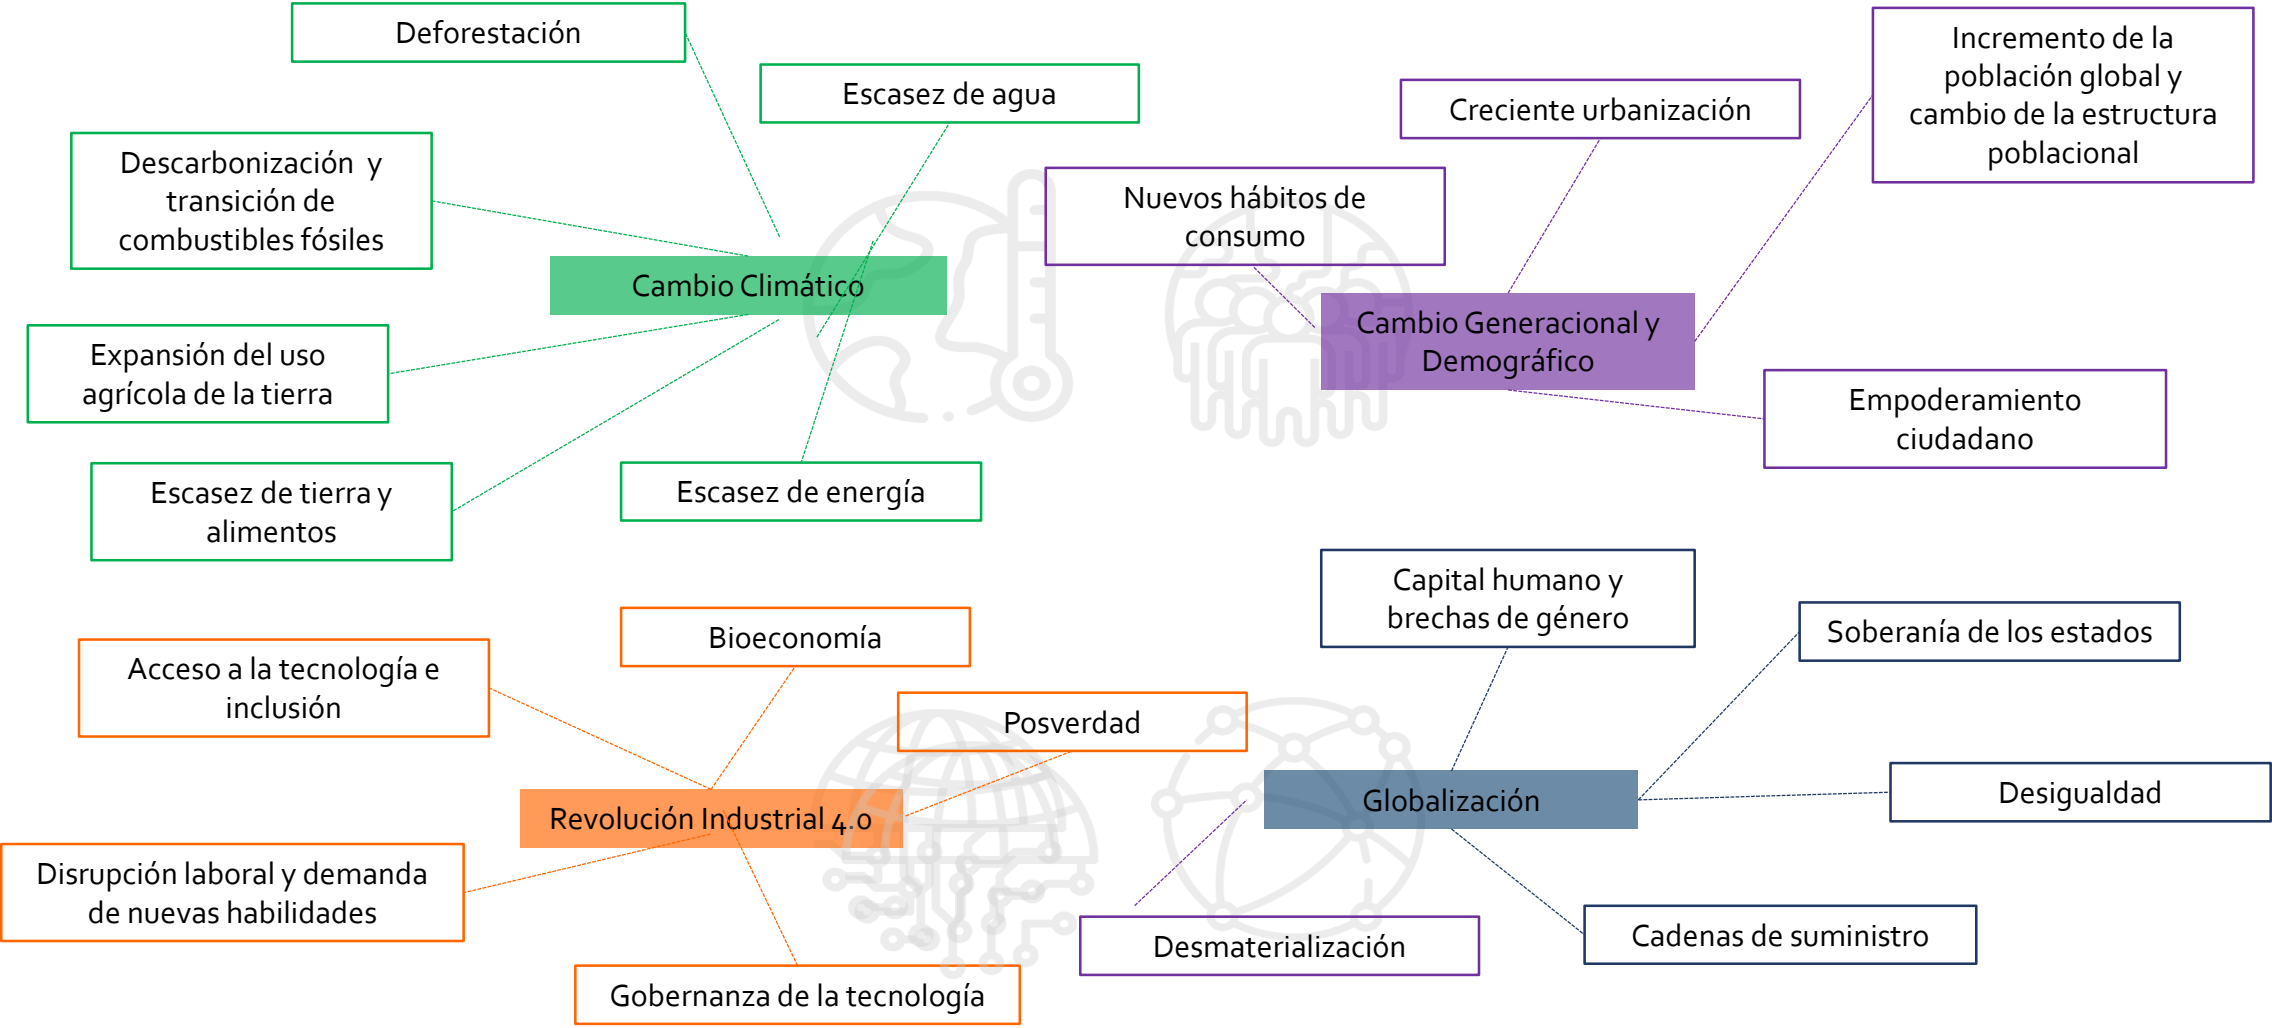 Deforestación
Escasez de agua
Descarbonización y
transición de
combustibles fósiles
Cambio Climático
Expansión del uso
agrícola de la tierra
Escasez de tierra y
alimentos
Escasez de energía
Incremento de la
población global y
cambio de la estructura
poblacional
Creciente urbanización
Nuevos hábitos de
consumo
Cambio Generacional y
Demográfico
Empoderamiento
ciudadano
Bioeconomía
Acceso a la tecnología e
inclusión
Posverdad
Revolución Industrial 4.0
Disrupción laboral y demanda
de nuevas habilidades
Gobernanza de la tecnología
Capital humano y
brechas de género
Soberanía de los estados
Globalización
Desigualdad
Desmaterialización
Cadenas de suministro